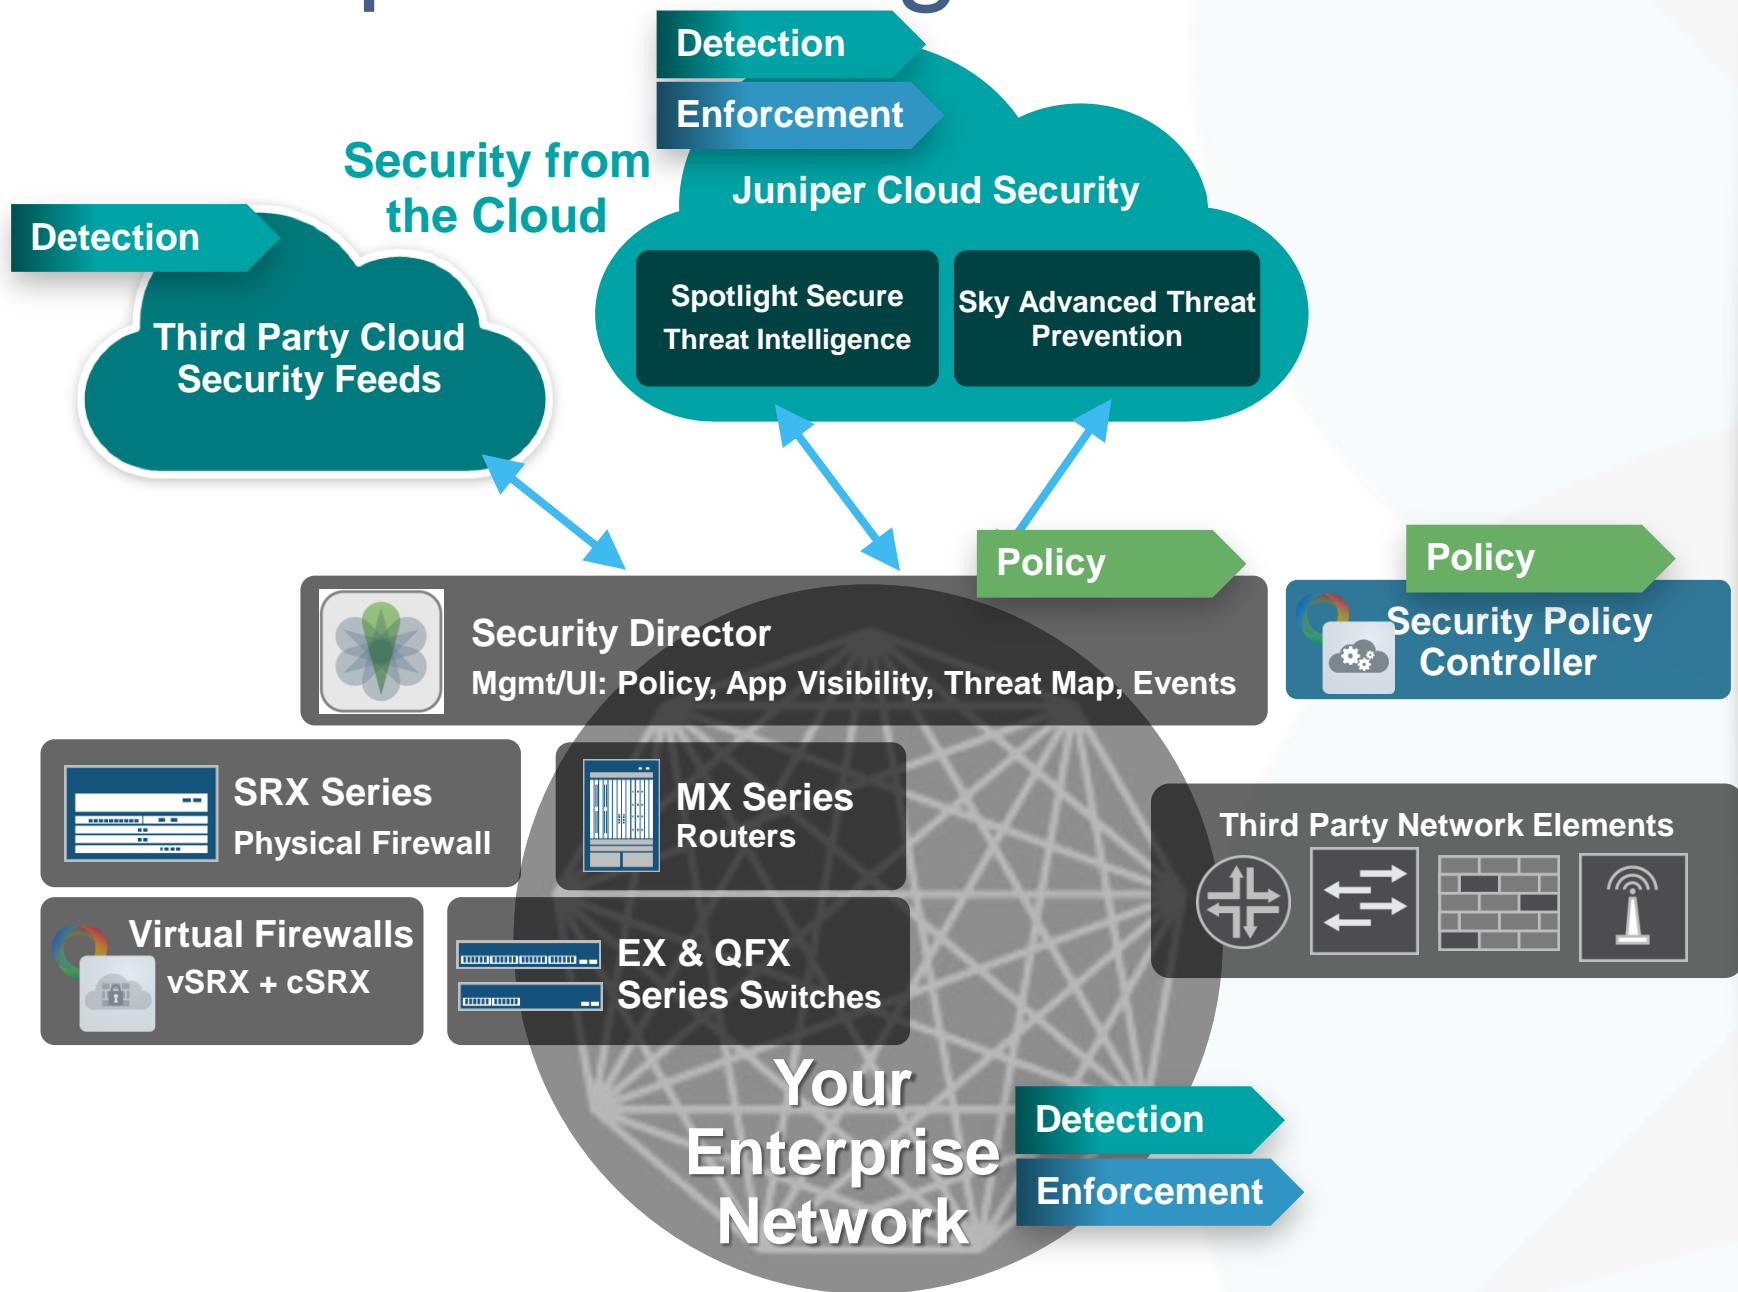 Detection
Enforcement
Security from
the Cloud
Juniper Cloud Security
Detection
Spotlight Secure
Threat Intelligence
Sky Advanced Threat
Prevention
Third Party Cloud
Security Feeds
Policy
Policy
Security Director
Mgmt/UI: Policy, App Visibility, Threat Map, Events
Security Policy
Controller
SRX Series
Physical Firewall
MX Series
Routers
Third Party Network Elements
Virtual Firewalls
vSRX + cSRX
EX & QFX
Series Switches
Your
Enterprise
Network
Detection
Enforcement